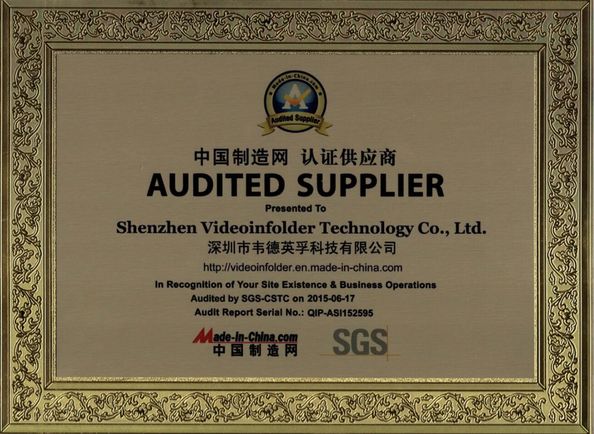 Made-in-China.com
Audited Supplier
中国制造网 认证供应商
AUDITED SUPPLIER
Presented To
Shenzhen Videoinfolder Technology Co., Ltd.
深圳市韦德英孚科技有限公司
http://videoinfolder.en.made-in-china.com
In Recognition of Your Site Existence & Business Operations
Audited by SGS-CSTC on 2015-06-17
Audit Report Serial No.: QIP-ASI152595
Made-in-China.com
中国制造网
SGS